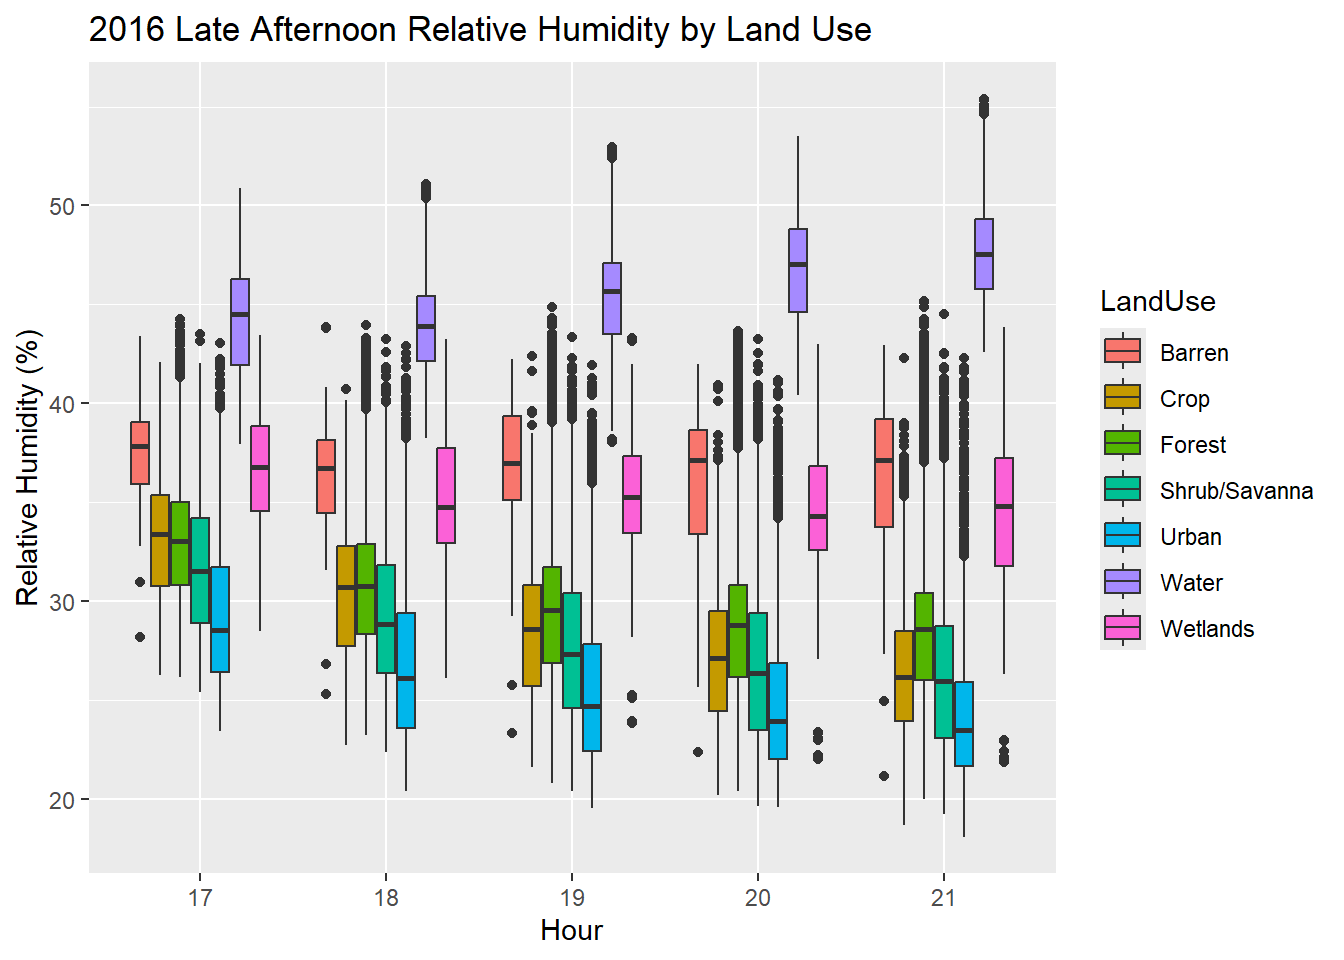 2016 Late Afternoon Relative Humidity by Land Use
Relative Humidity (%)
50
40
30
20
17 18 19 20 21
Hour
LandUse
Barren
Crop
Forest
Shrub/Savanna
Urban
Water
Wetlands